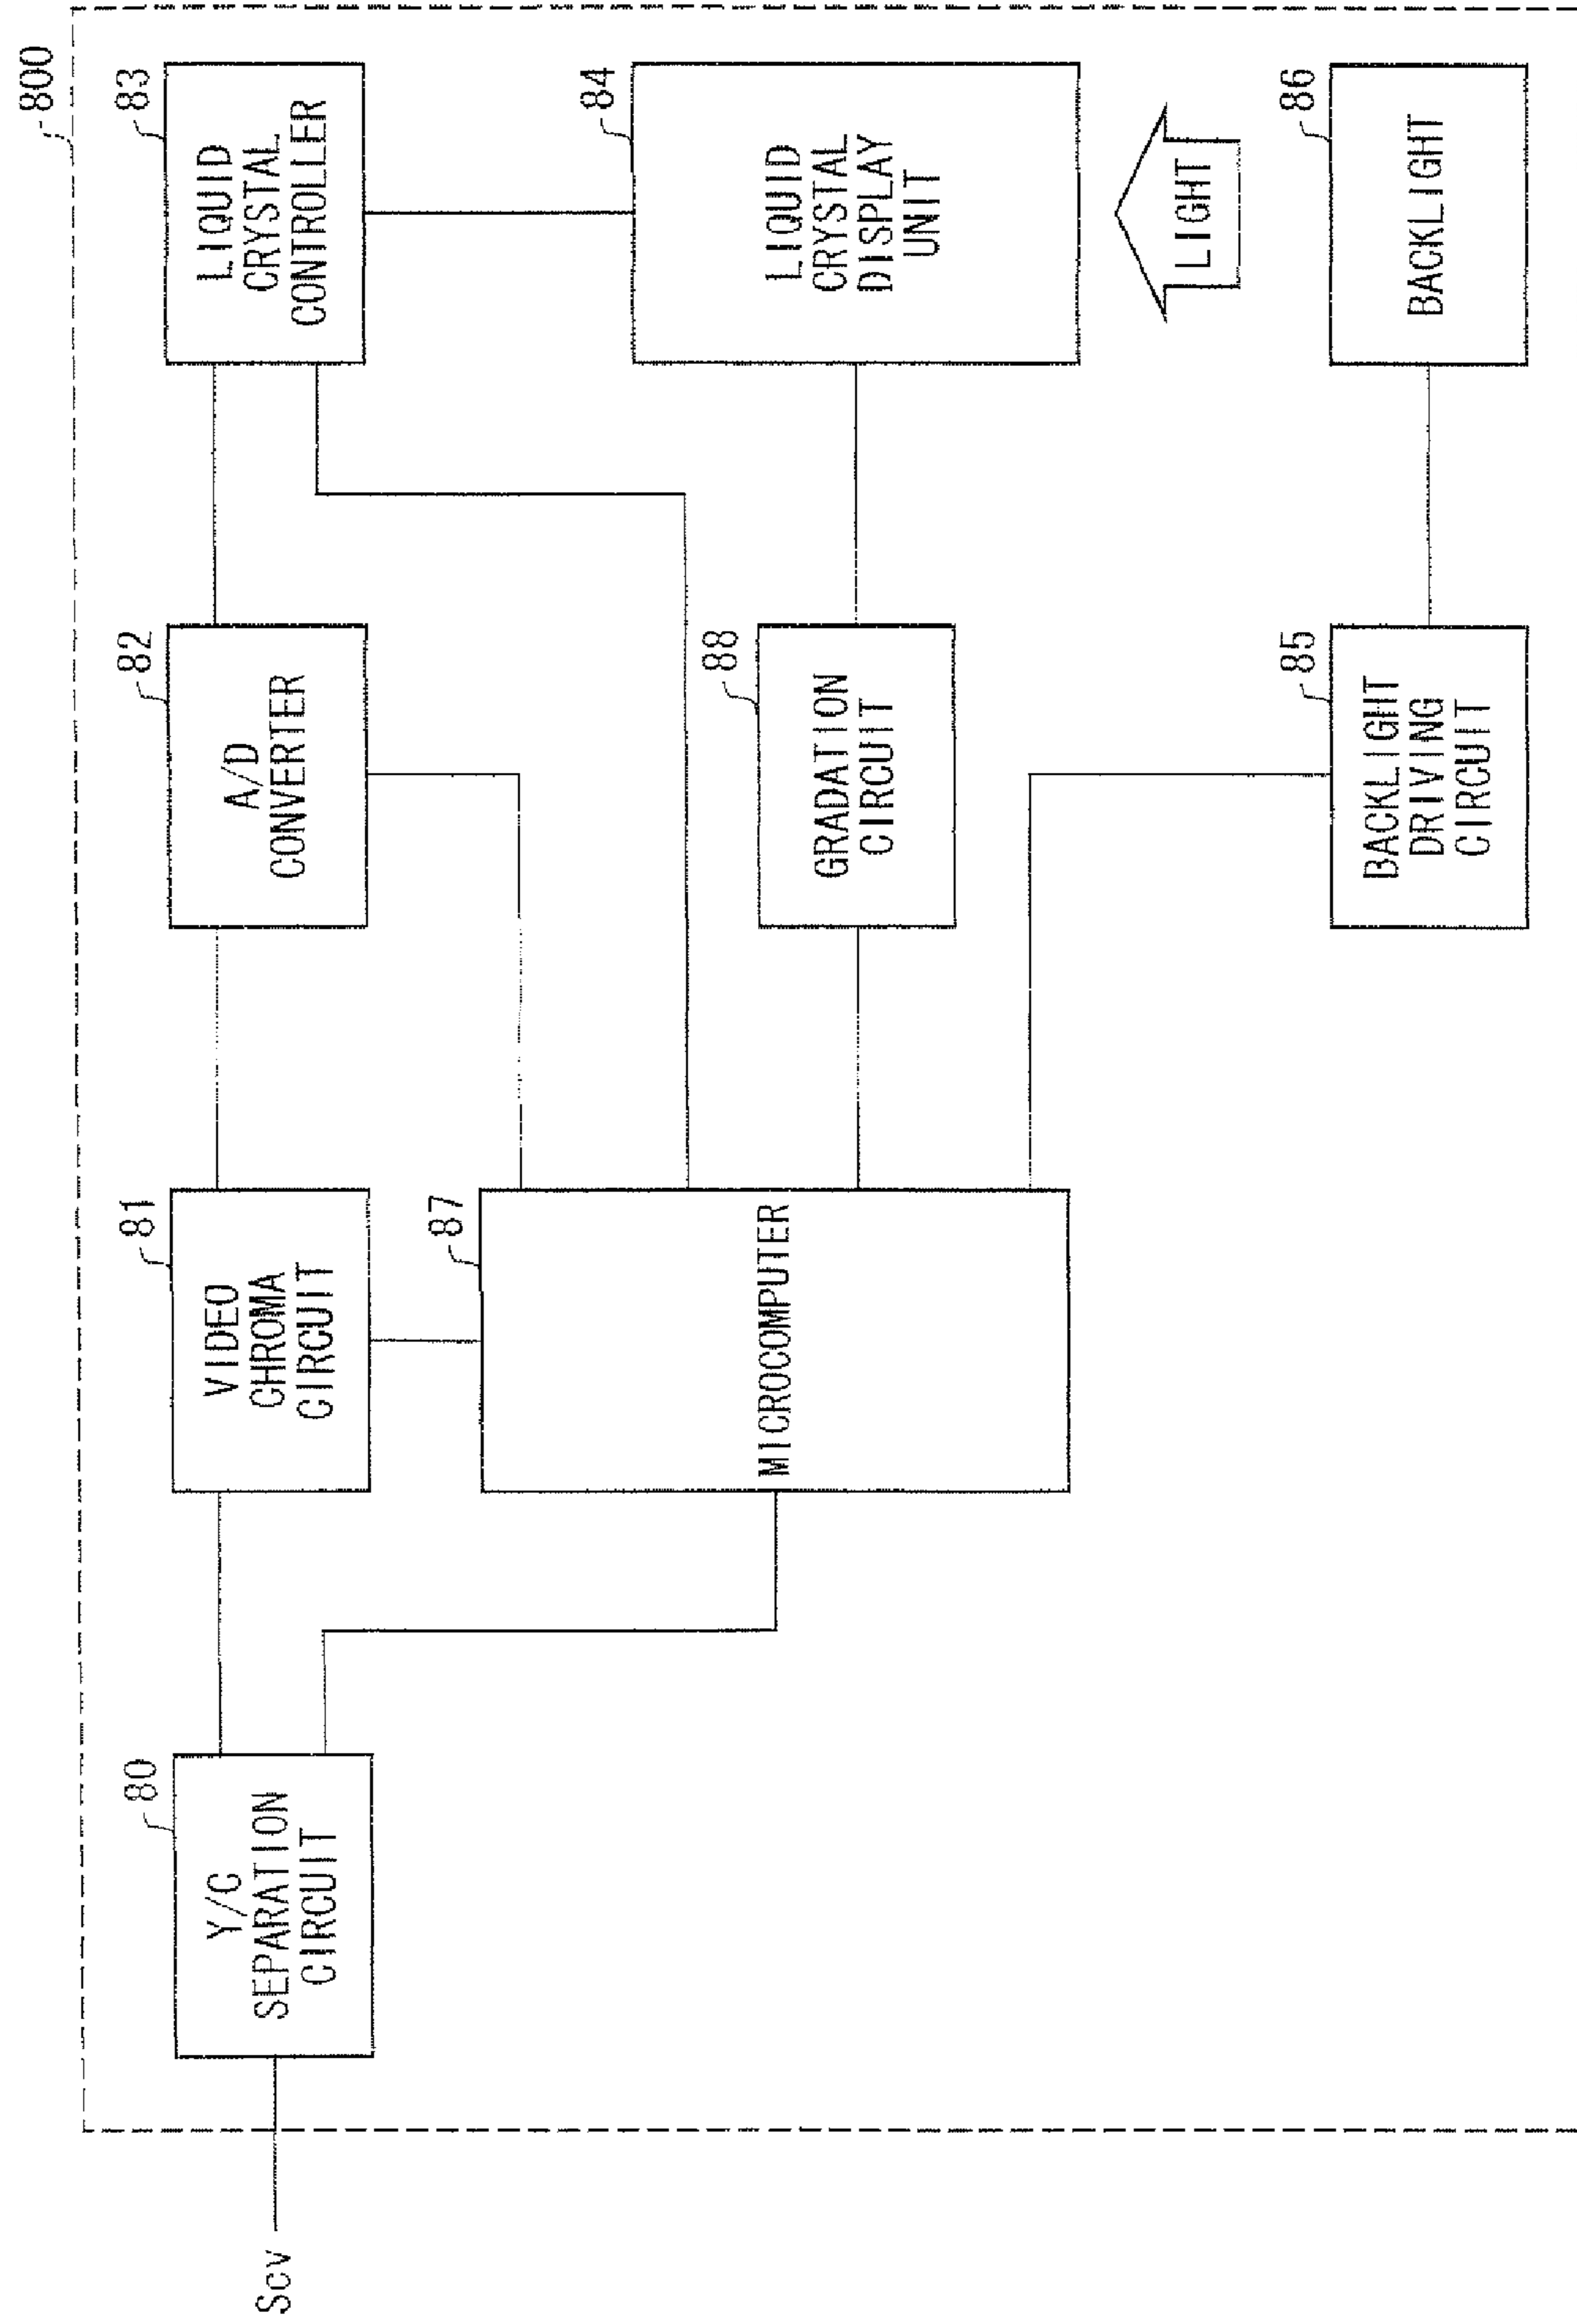 800
80
Y/C
SEPARATION
CIRCUIT
81
VIDEO
CHROMA
CIRCUIT
82
A/D
CONVERTER
83
LIQUID
CRYSTAL
CONTROLLER
Scv
87
MICROCOMPUTER
88
GRADATION
CIRCUIT
84
LIQUID
CRYSTAL
DISPLAY
UNIT
LIGHT
85
BACKLIGHT
DRIVING
CIRCUIT
86
BACKLIGHT